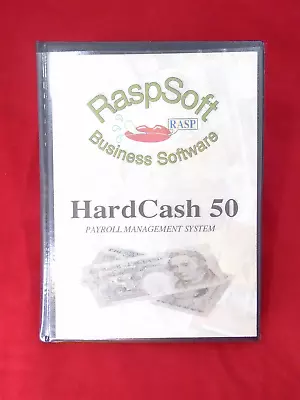 RaspSoft
RASP
Business Software
HardCash 50
PAYROLL MANAGEMENT SYSTEM